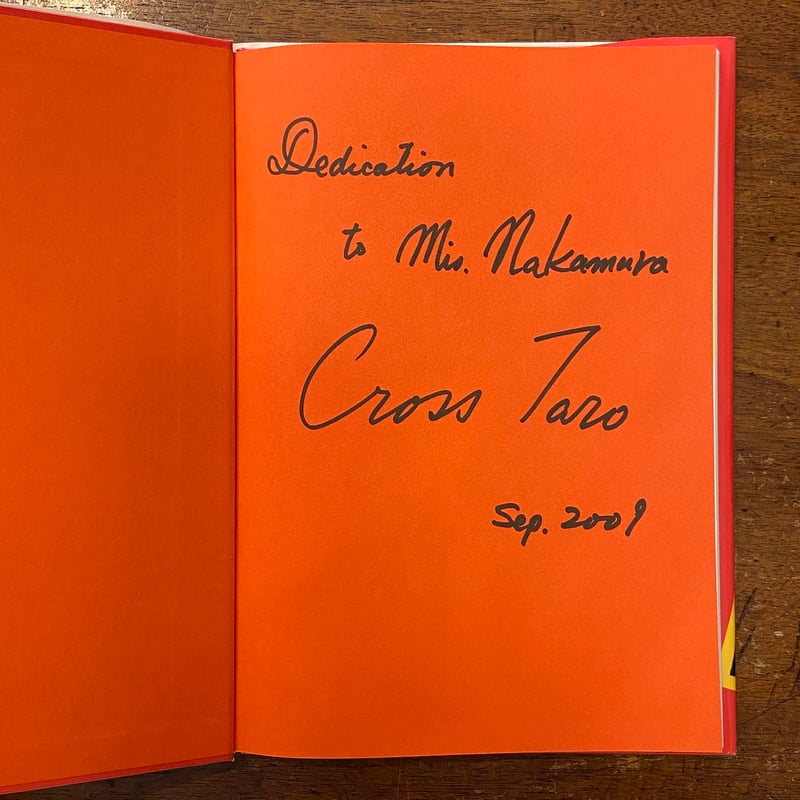 Dedication
to Mis. Nakamura
Cross Taro
Sep. 2009